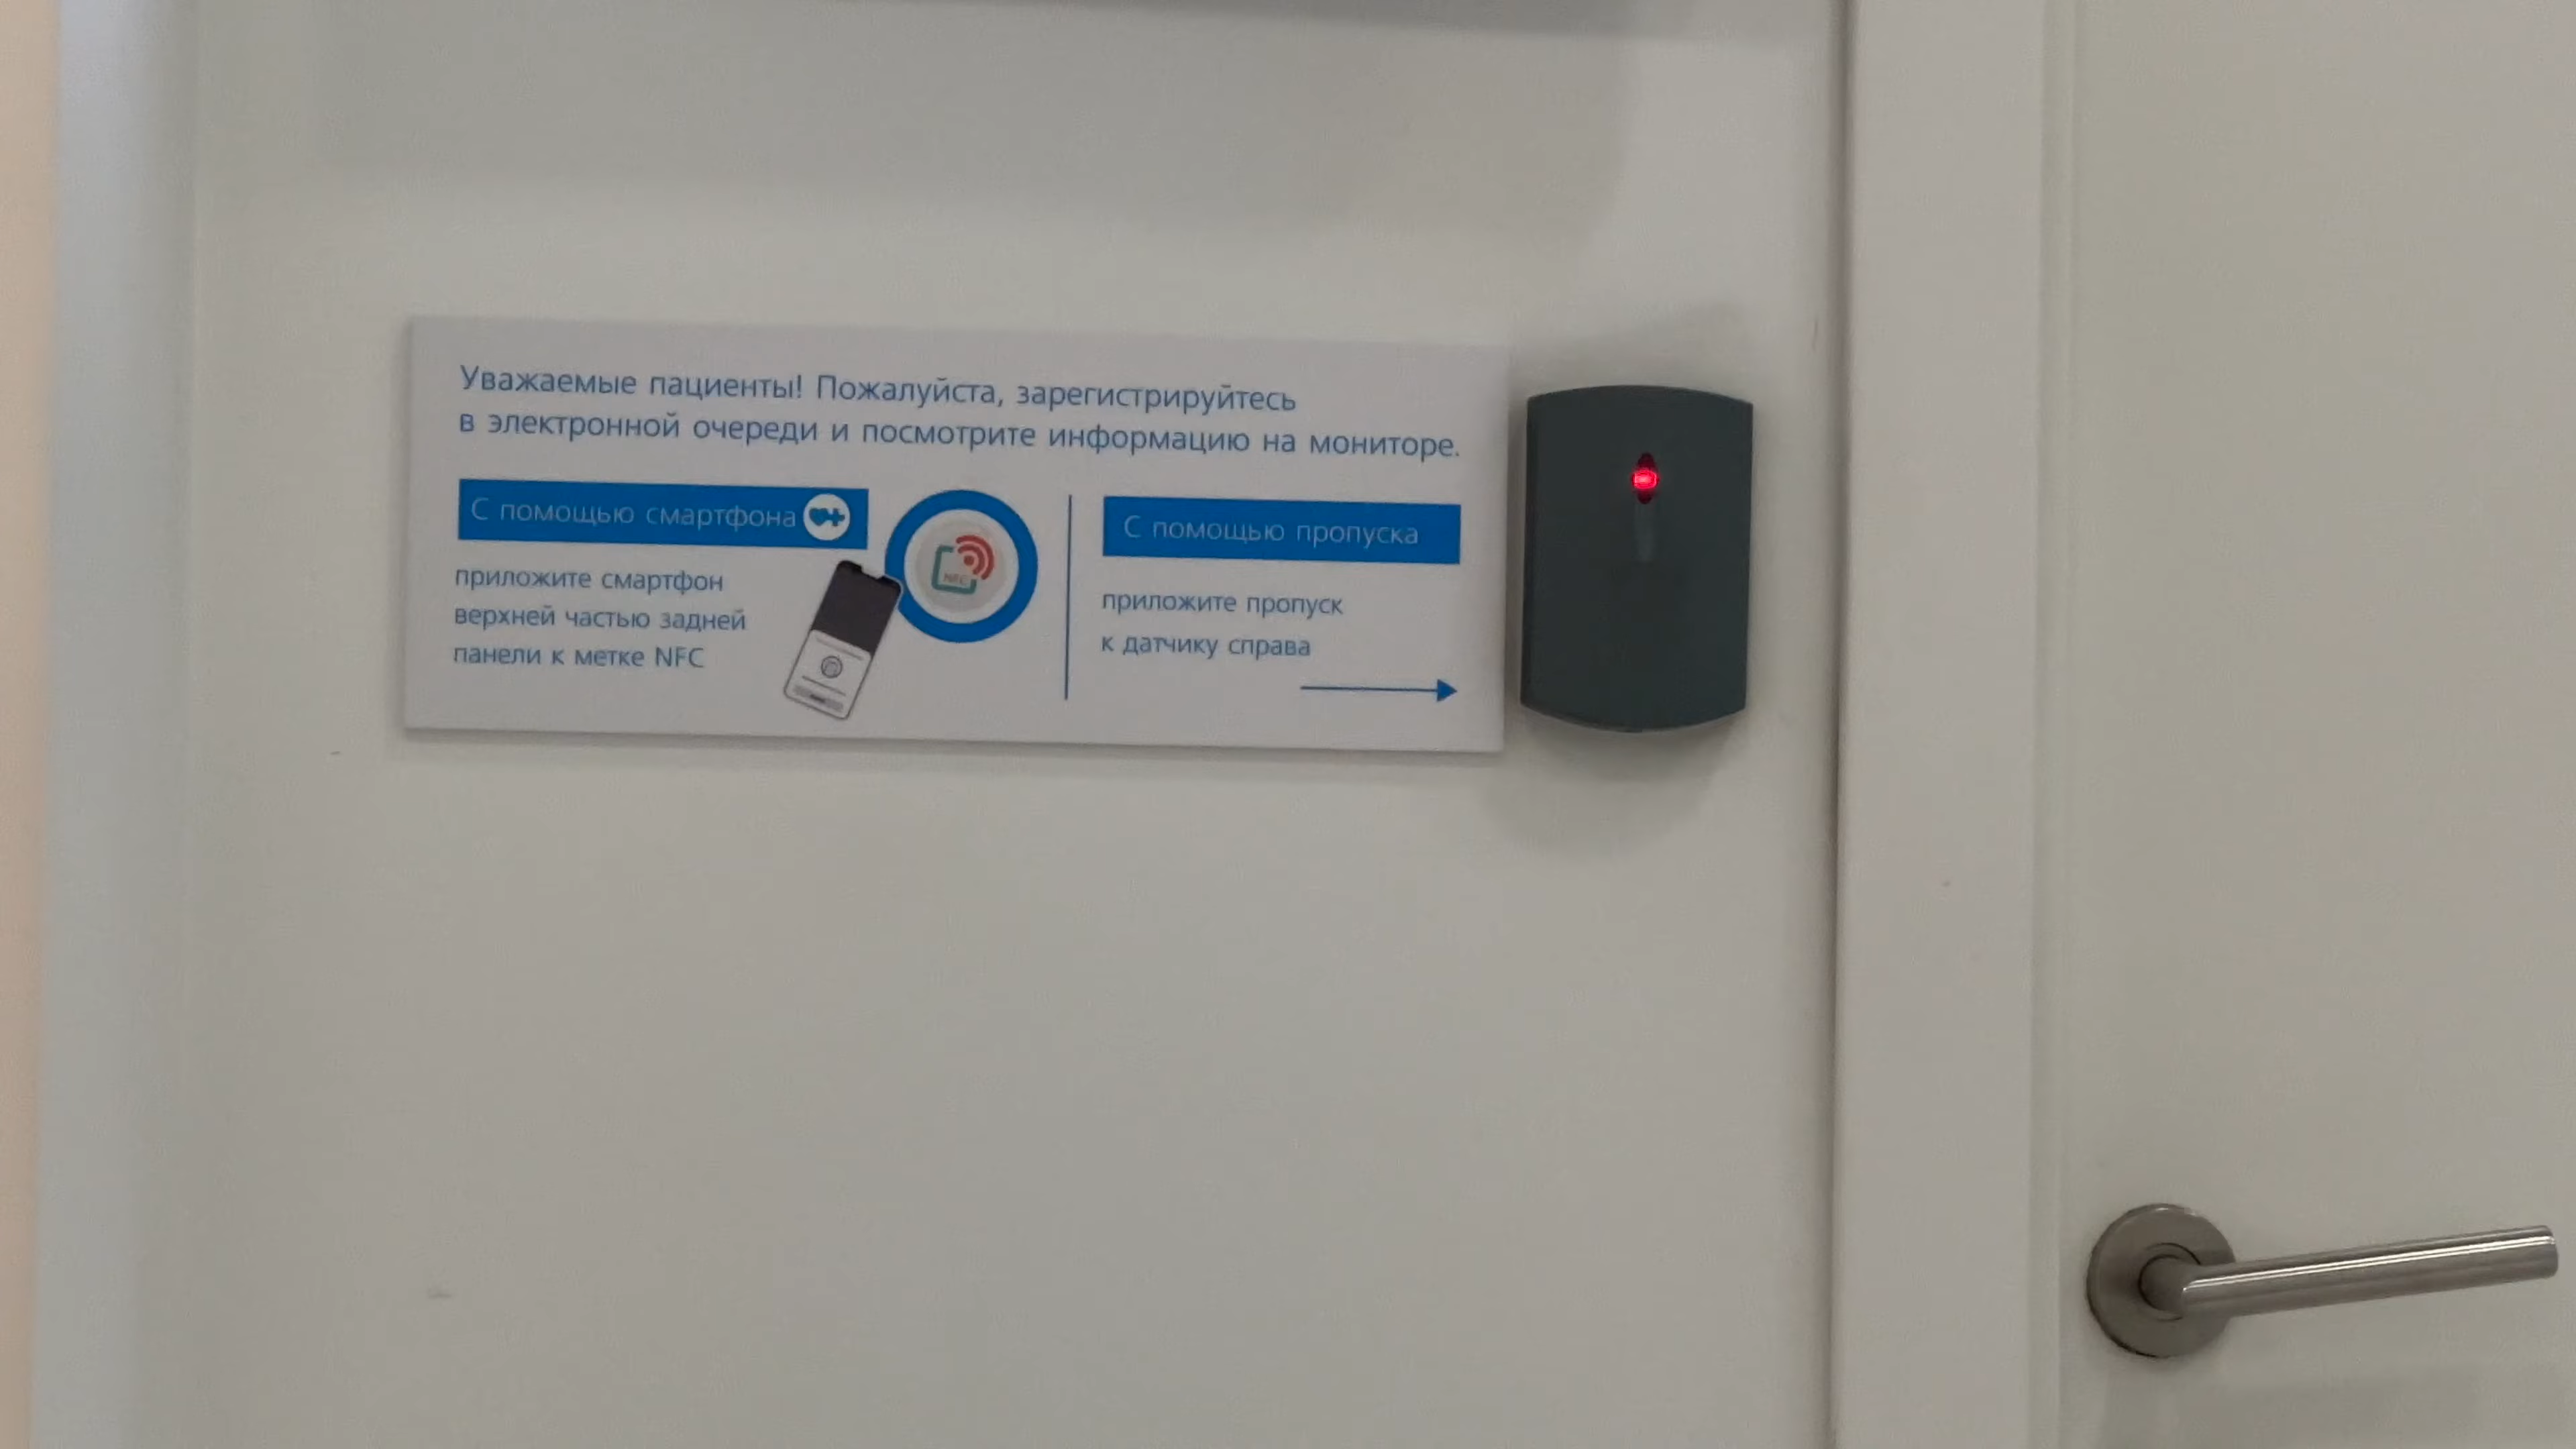 Уважаемые пациенты! Пожалуйста, зарегистрируйтесь
в электронной очереди и посмотрите информацию на мониторе.
С помощью смартфона
приложите смартфон
верхней частью задней
панели к метке NFC
NFC
С помощью пропуска
приложите пропуск
к датчику справа